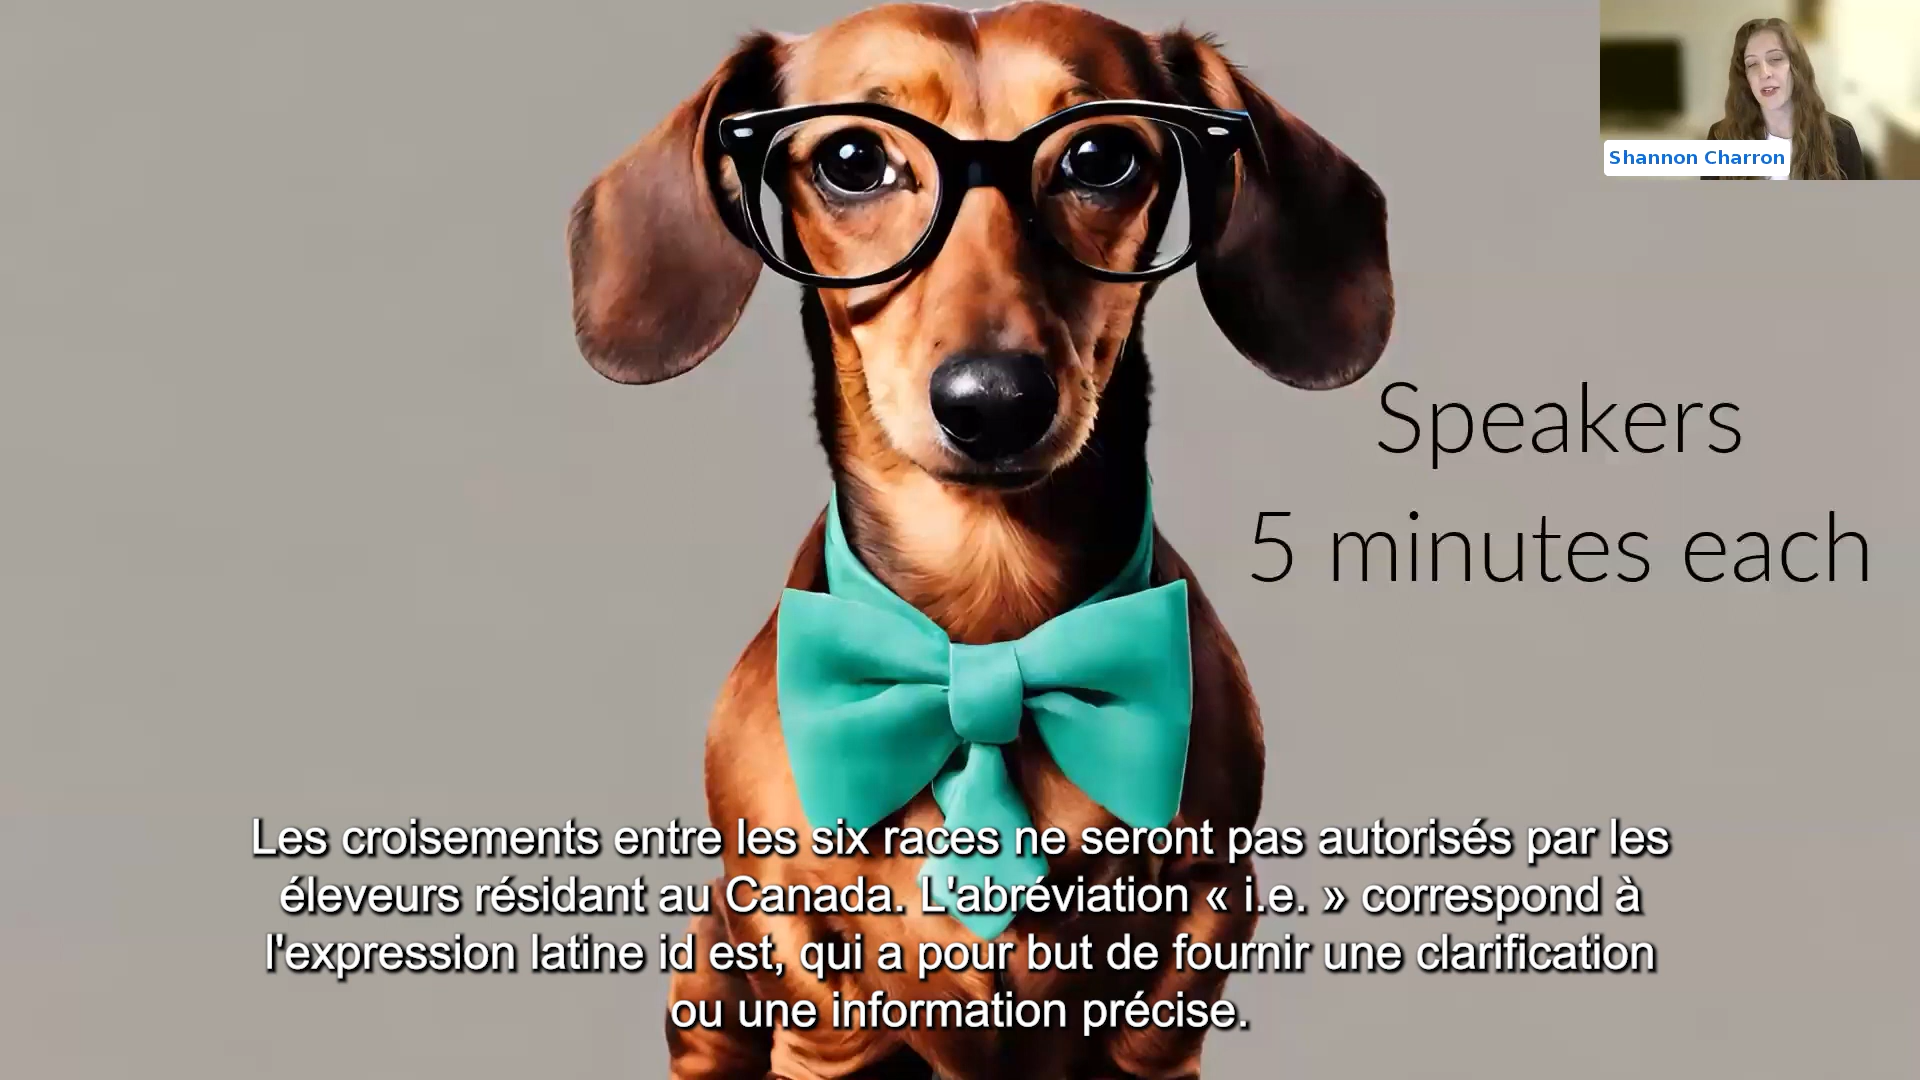 Shannon Charron
Speakers
5 minutes each
Les croisements entre les six races ne seront pas autorisés par les
éleveurs résidant au Canada. L'abréviation « i.e. » correspond à
l'expression latine id est, qui a pour but de fournir une clarification
ou une information précise.